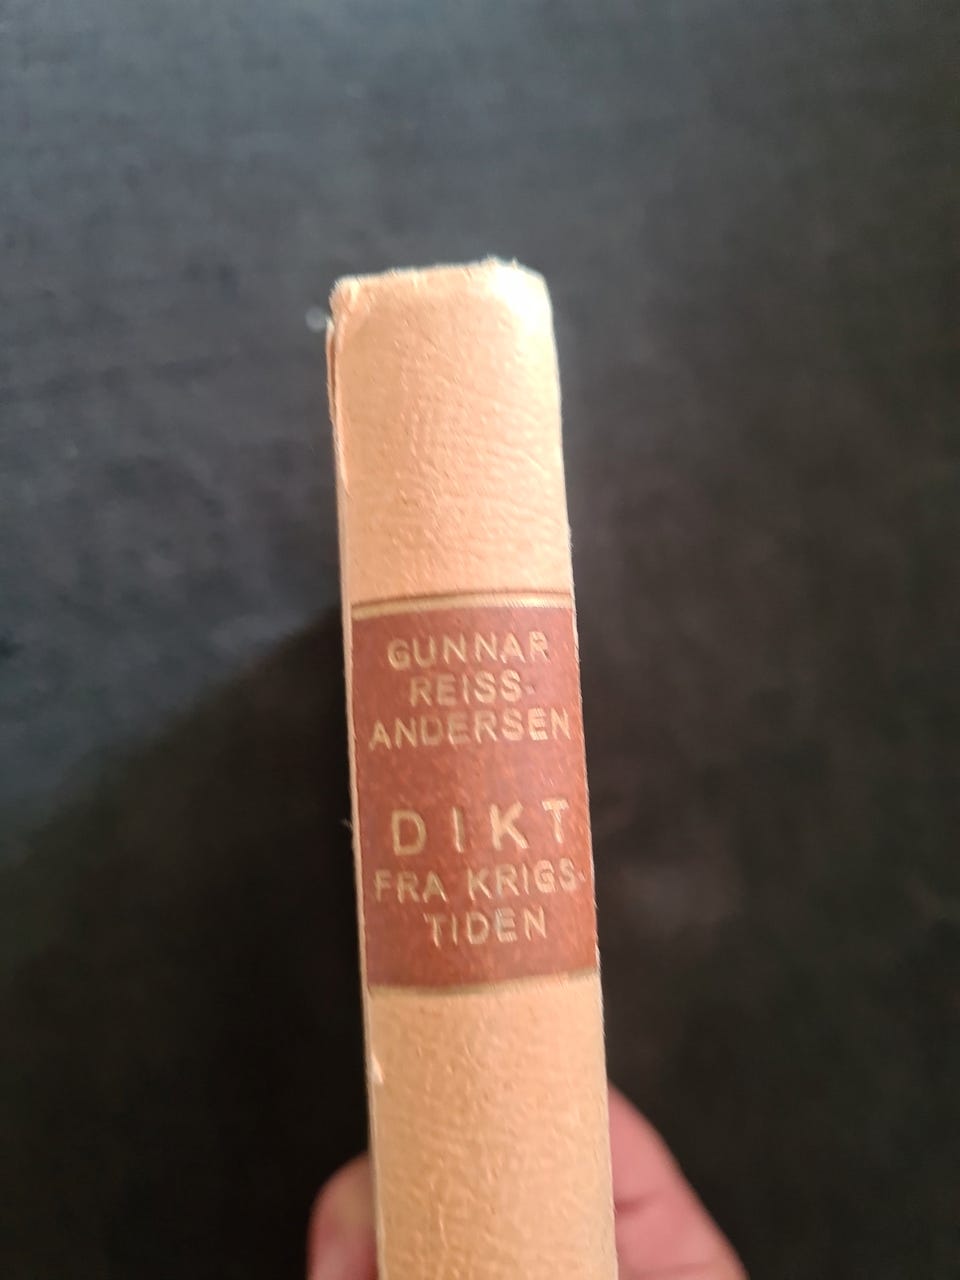 GUNNAR
REISS-
ANDERSEN
DIKT
FRA KRIGS-
TIDEN